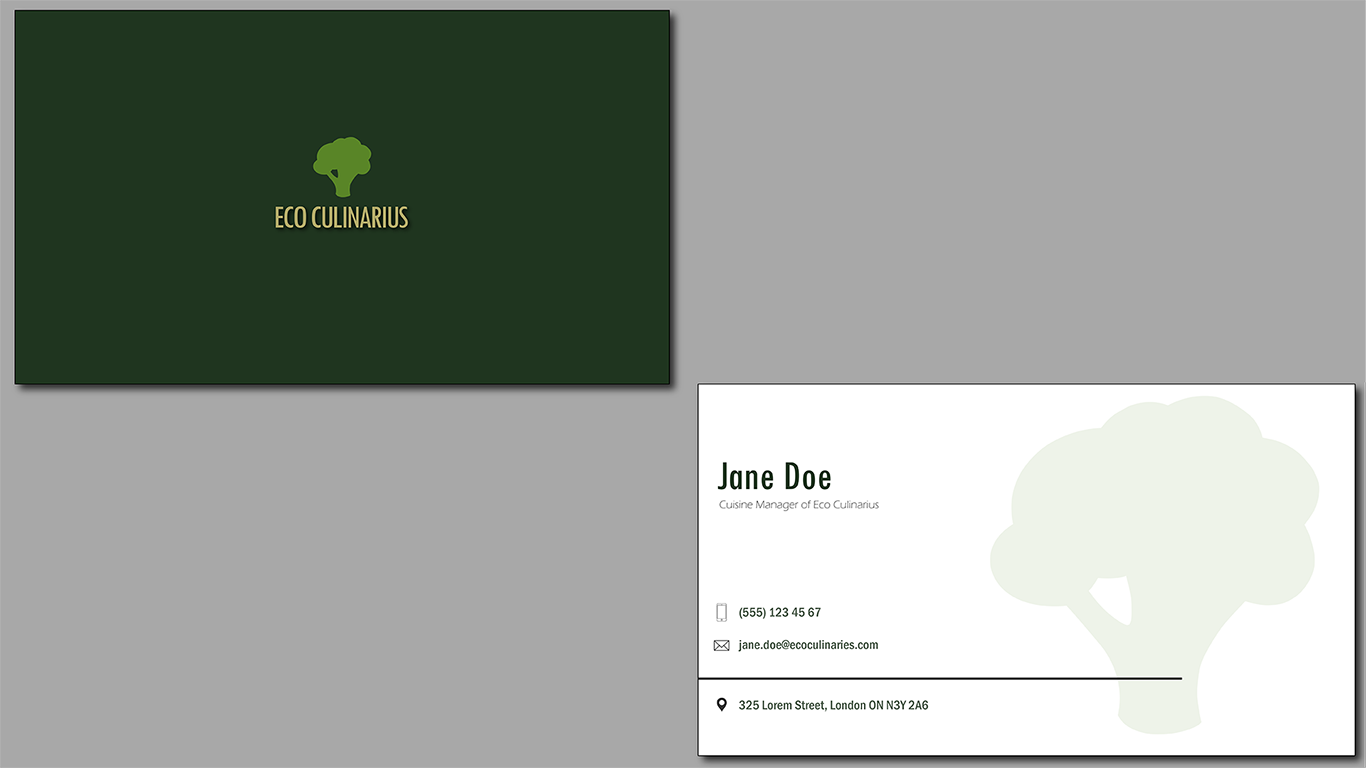 ECO CULINARIUS
Jane Doe
Cuisine Manager of Eco Culinarius
(555) 123 45 67
jane.doe@ecoculinaries.com
325 Lorem Street, London ON N3Y 2A6